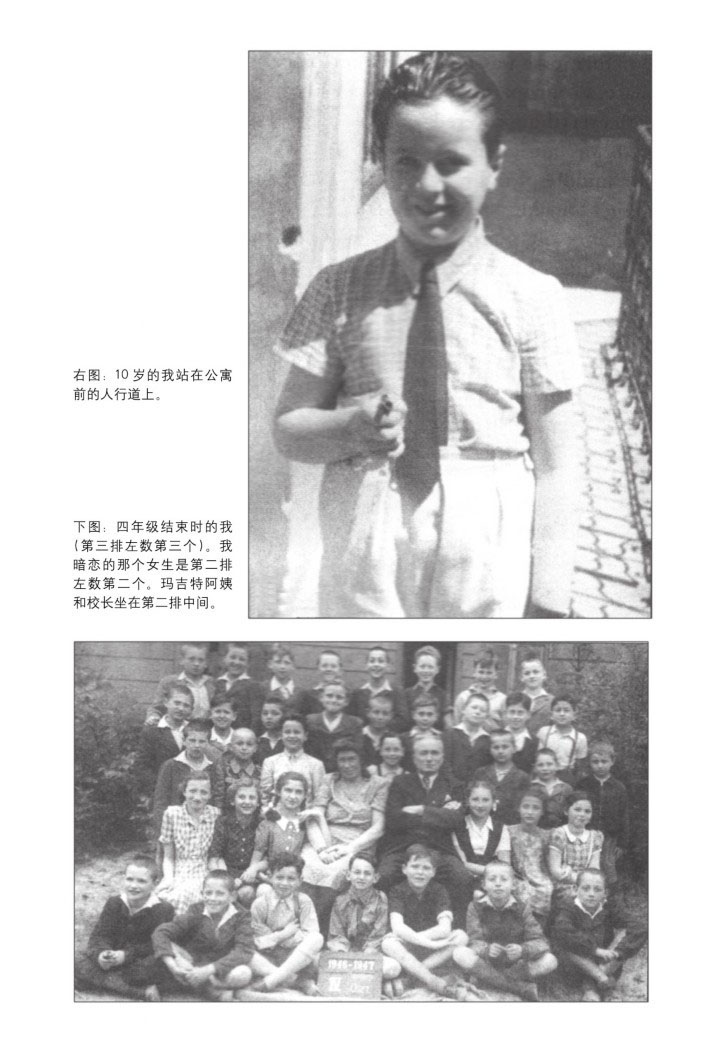 右图：10 岁的我站在公寓
前的人行道上。
下图：四年级结束时的我
（第三排左数第三个）。我
暗恋的那个女生是第二排
左数第二个。玛吉特阿姨
和校长坐在第二排中间。